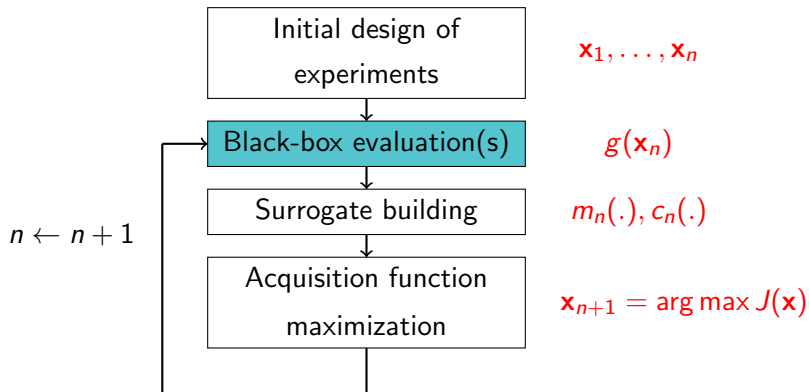 Initial design of
experiments
𝐱₁, . . . , 𝐱ₙ
Black-box evaluation(s)
g(𝐱ₙ)
Surrogate building
mₙ(.), cₙ(.)
n ← n + 1
Acquisition function
maximization
𝐱ₙ₊₁ = arg max J(𝐱)